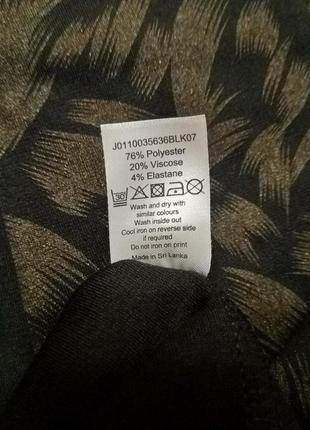 J0110035636BLK07
76% Polyester
20% Viscose
4% Elastane
30
Wash and dry with
similar colours
Wash inside out
Cool iron on reverse side
if required
Do not iron on print
Made in Sri Lanka